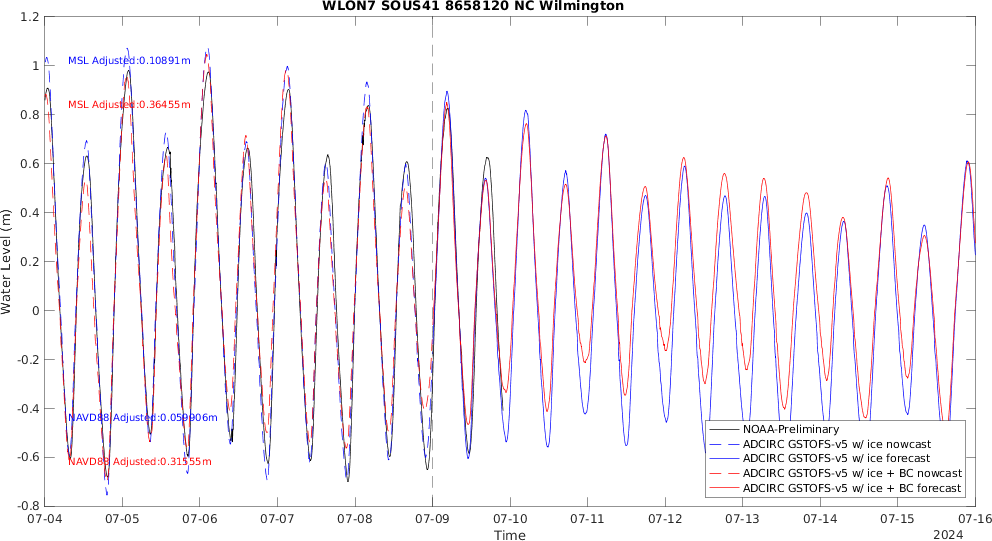 WLON7 SOUS41 8658120 NC Wilmington
1.2
1
0.8
0.6
0.4
0.2
0
-0.2
-0.4
-0.6
-0.8
Water Level (m)
MSL Adjusted:0.10891m
MSL Adjusted:0.36455m
NAVD88 Adjusted:0.059906m
NAVD88 Adjusted:0.31555m
NOAA-Preliminary
ADCIRC GSTOFS-v5 w/ ice nowcast
ADCIRC GSTOFS-v5 w/ ice forecast
ADCIRC GSTOFS-v5 w/ ice + BC nowcast
ADCIRC GSTOFS-v5 w/ ice + BC forecast
07-04 07-05 07-06 07-07 07-08 07-09 07-10 07-11 07-12 07-13 07-14 07-15 07-16
Time
2024